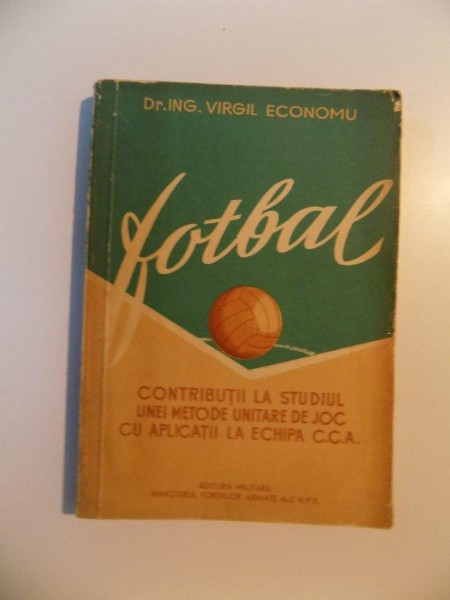 Dr. ING. VIRGIL ECONOMU
fotbal
CONTRIBUȚII LA STUDIUL
UNEI METODE UNITARE DE JOC
CU APLICAȚII LA ECHIPA C.C.A.
EDITURA MILITARĂ
MINISTERUL FORȚELOR ARMATE ALE R.P.R.